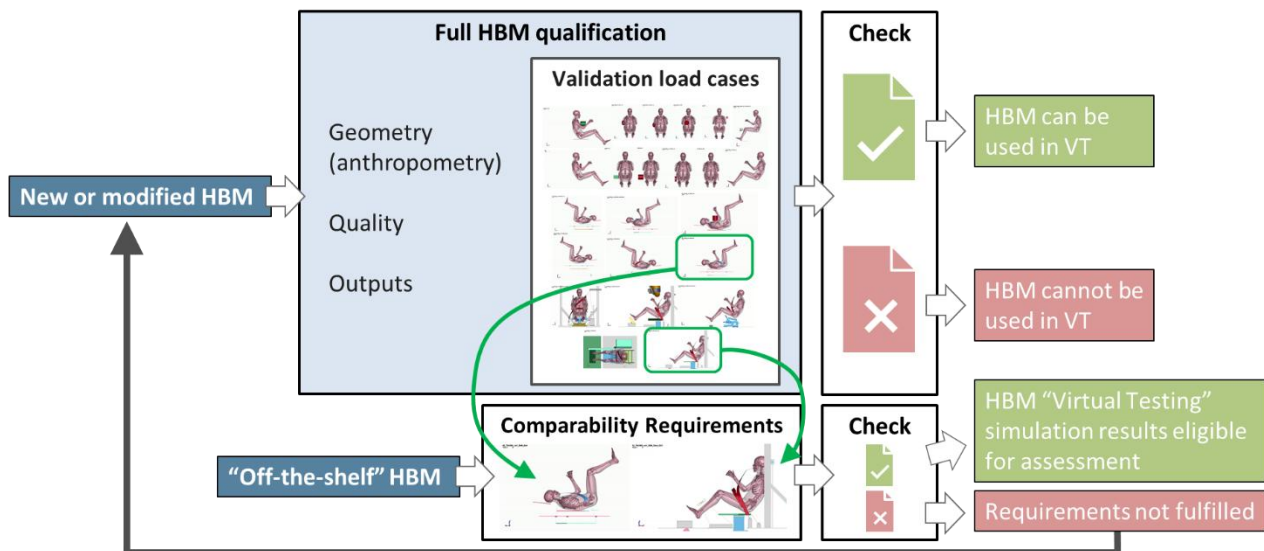 Full HBM qualification
Check
Validation load cases
Geometry
(anthropometry)
Quality
Outputs
New or modified HBM
HBM can be
used in VT
HBM cannot be
used in VT
Comparability Requirements
Check
"Off-the-shelf" HBM
HBM “Virtual Testing”
simulation results eligible
for assessment
Requirements not fulfilled